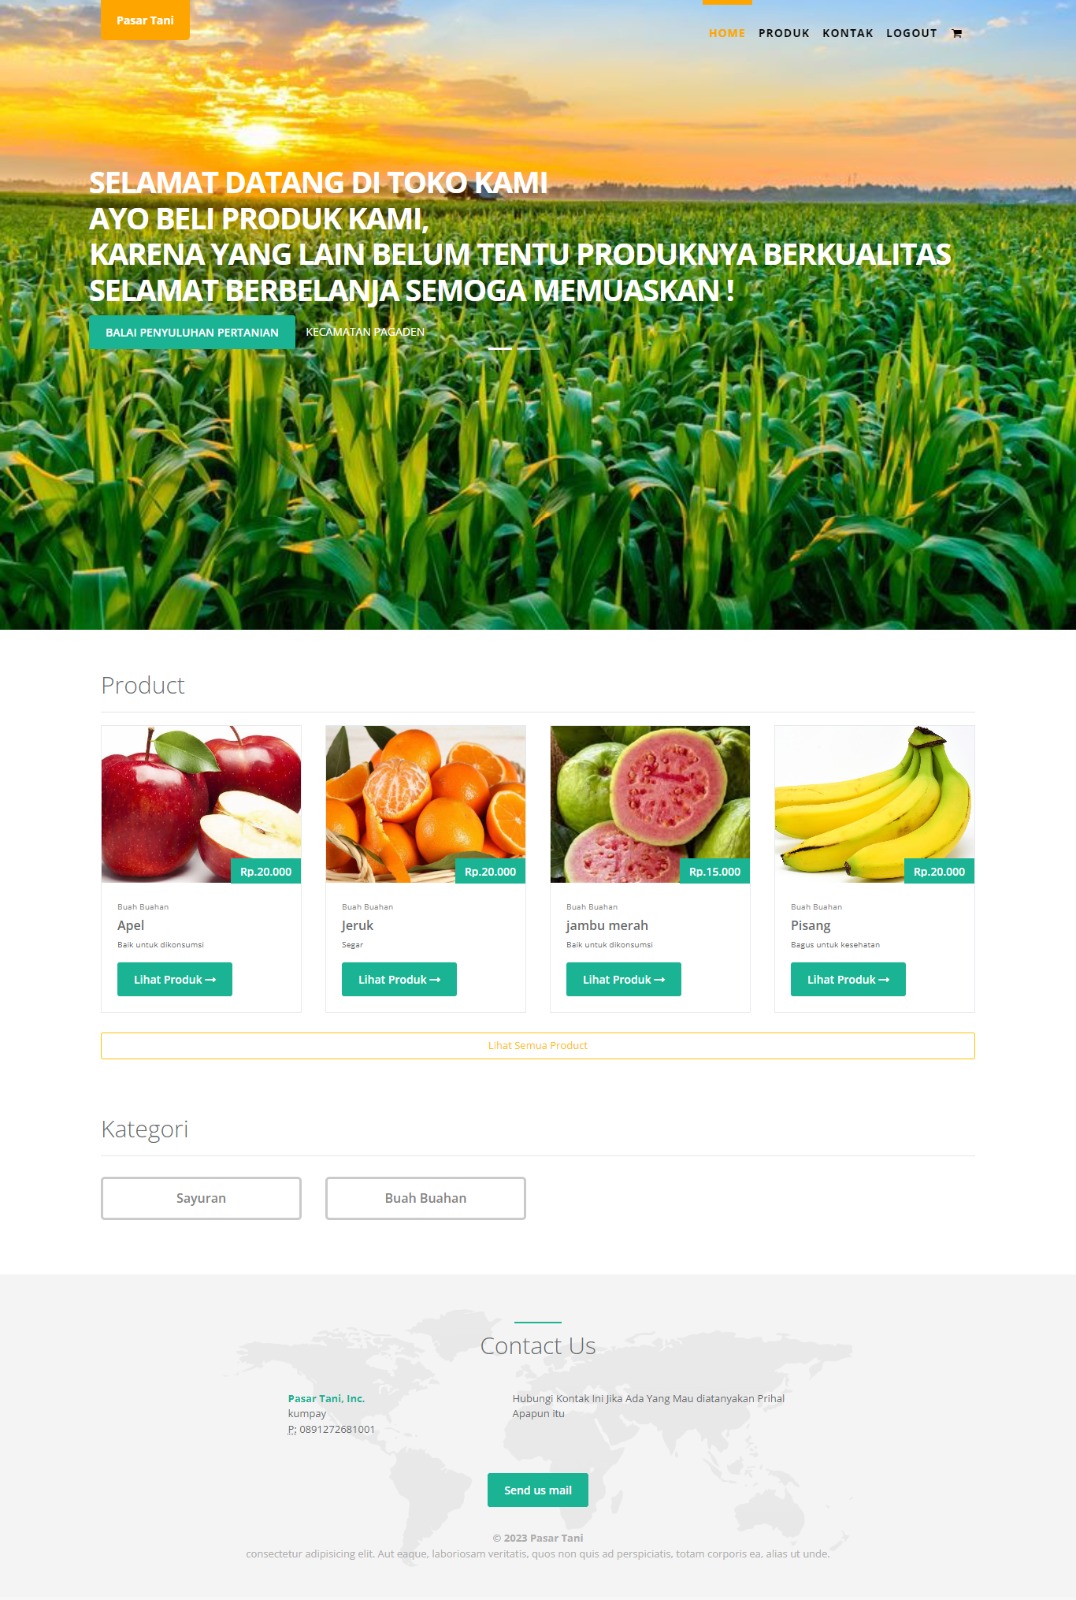 Pasar Tani
HOME PRODUK KONTAK LOGOUT
SELAMAT DATANG DI TOKO KAMI
AYO BELI PRODUK KAMI,
KARENA YANG LAIN BELUM TENTU PRODUKNYA BERKUALITAS
SELAMAT BERBELANJA SEMOGA MEMUASKAN !
BALAI PENYULUHAN PERTANIAN KECAMATAN PAGADEN
Product
Rp.20.000
Buah Buahan
Apel
Baik untuk dikonsumsi
Lihat Produk →
Rp.20.000
Buah Buahan
Jeruk
Segar
Lihat Produk →
Rp.15.000
Buah Buahan
jambu merah
Baik untuk dikonsumsi
Lihat Produk →
Rp.20.000
Buah Buahan
Pisang
Bagus untuk kesehatan
Lihat Produk →
Lihat Semua Product
Kategori
Sayuran
Buah Buahan
Contact Us
Pasar Tani, Inc.
kumpay
P: 0891272681001
Hubungi Kontak Ini Jika Ada Yang Mau diatanyakan Prihal
Apapun itu
Send us mail
© 2023 Pasar Tani
consectetur adipisicing elit. Aut eaque, laboriosam veritatis, quos non quis ad perspiciatis, totam corporis ea, alias ut unde.